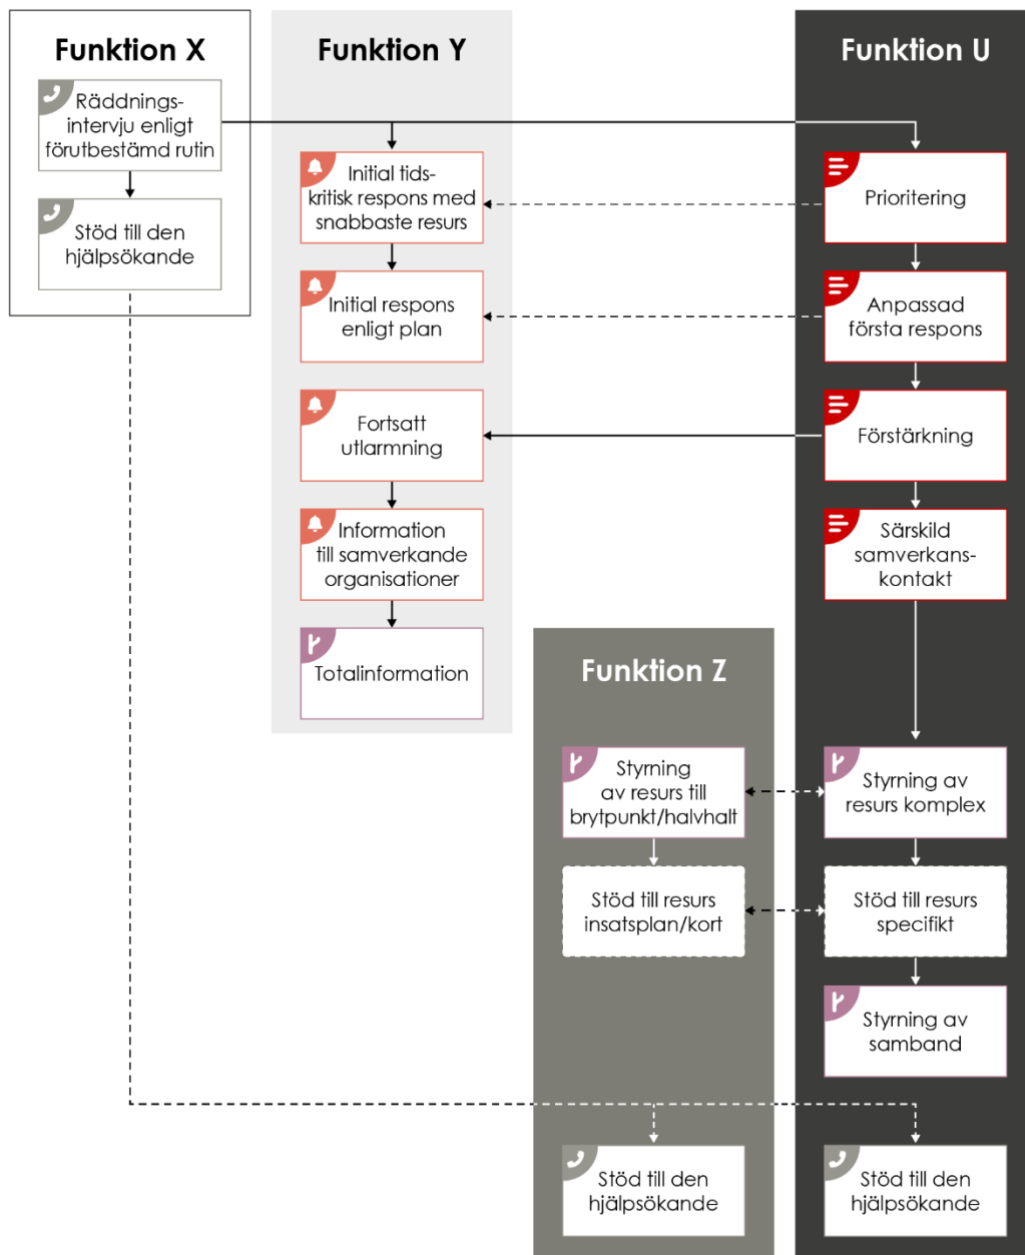 Funktion X
Räddnings-
intervju enligt
förutbestämd rutin
Stöd till den
hjälpsökande
Funktion Y
Initial tids-
kritisk respons med
snabbaste resurs
Initial respons
enligt plan
Fortsatt
utlarmning
Information
till samverkande
organisationer
Totalinformation
Funktion Z
Styrning
av resurs till
brytpunkt/halvhalt
Stöd till resurs
insatsplan/kort
Stöd till den
hjälpsökande
Funktion U
Prioritering
Anpassad
första respons
Förstärkning
Särskild
samverkans-
kontakt
Styrning av
resurs komplex
Stöd till resurs
specifikt
Styrning av
samband
Stöd till den
hjälpsökande